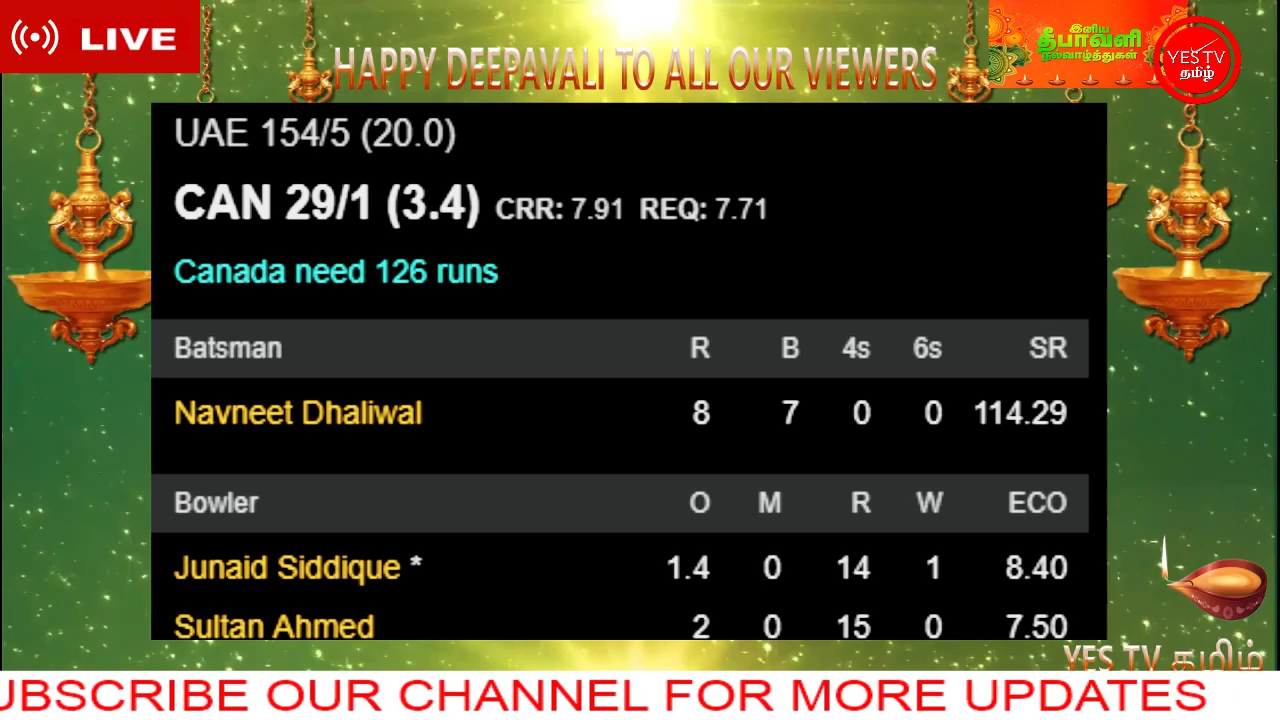 LIVE
HAPPY DEEPAVALI TO ALL OUR VIEWERS
இனிய
தீபாவளி
நல்வாழ்த்துகள்
YES TV
தமிழ்
UAE 154/5 (20.0)
CAN 29/1 (3.4) CRR: 7.91 REQ: 7.71
Canada need 126 runs
Batsman R B 4s 6s SR
Navneet Dhaliwal 8 7 0 0 114.29
Bowler O M R W ECO
Junaid Siddique * 1.4 0 14 1 8.40
Sultan Ahmed 2 0 15 0 7.50
YES TV தமிழ்
UBSCRIBE OUR CHANNEL FOR MORE UPDATES